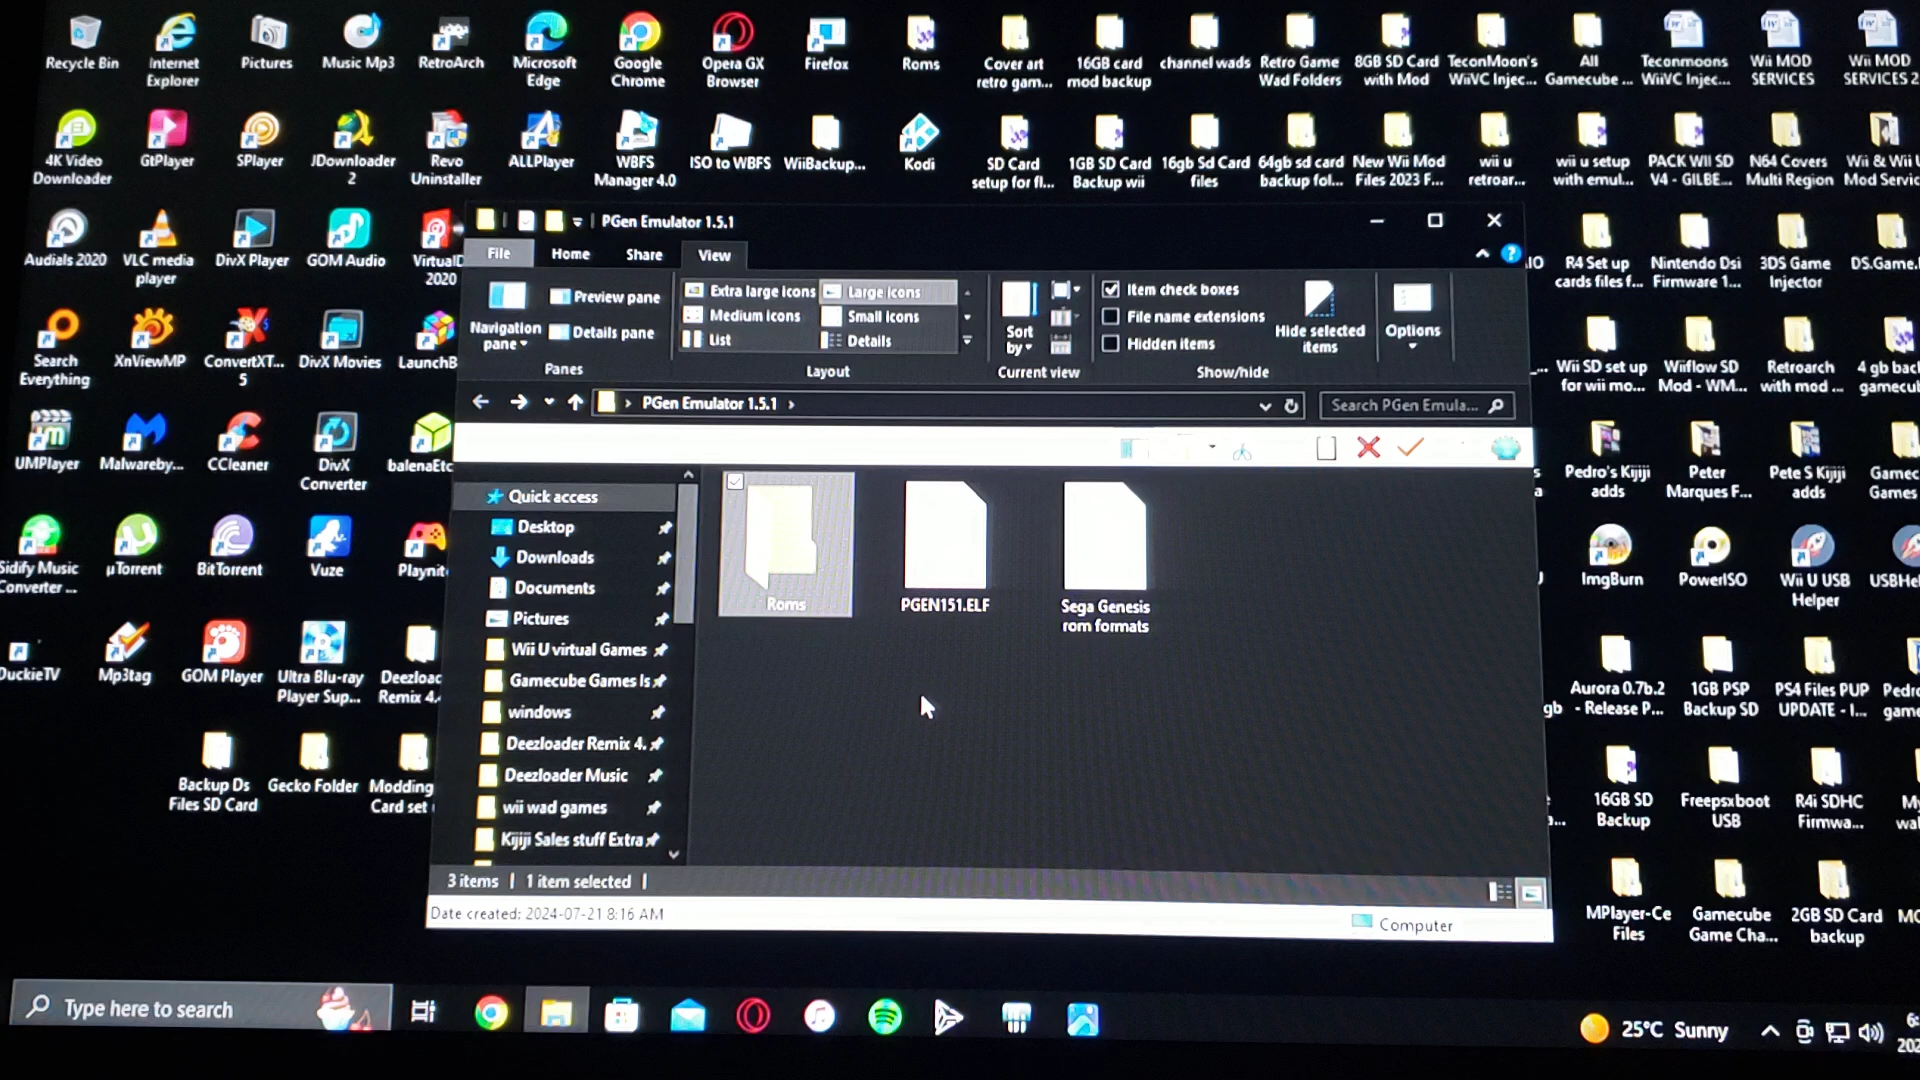 Recycle Bin
Internet
Explorer
Pictures
Music Mp3
RetroArch
Microsoft
Edge
Google
Chrome
Opera GX
Browser
Firefox
Roms
Cover art
retro gam...
16GB card
mod backup
channel wads
Retro Game
Wad Folders
8GB SD Card
with Mod
TeconMoon's
WiiVC Injec...
All
Gamecube ...
Teconmoons
WiiVC Injec...
Wii MOD
SERVICES
Wii MOD
SERVICES 2
4K Video
Downloader
GtPlayer
SPlayer
JDownloader
2
Revo
Uninstaller
ALLPlayer
WBFS
Manager 4.0
ISO to WBFS
WiiBackup...
Kodi
SD Card
setup for fl...
1GB SD Card
Backup wii
16gb Sd Card
files
64gb sd card
backup fol...
New Wii Mod
Files 2023 F...
wii u
retroar...
wii u setup
with emul...
PACK WII SD
V4 - GILBE...
N64 Covers
Multi Region
Wii & Wii U
Mod Servic
Audials 2020
VLC media
player
DivX Player
GOM Audio
VirtualD
2020
R4 Set up
cards files f...
Nintendo Dsi
Firmware 1...
3DS Game
Injector
DS.Game.
Search
Everything
XnViewMP
ConvertXT...
5
DivX Movies
LaunchB
Wii SD set up
for wii mo...
Wiiflow SD
Mod - WM...
Retroarch
with mod ...
4 gb bac
gamecu
UMPlayer
Malwareby...
CCleaner
DivX
Converter
balenaEtc
Pedro's Kijiji
adds
Peter
Marques F...
Pete S Kijiji
adds
Gamec
Games
Sidify Music
Converter ...
µTorrent
BitTorrent
Vuze
Playnit
ImgBurn
PowerISO
Wii U USB
Helper
USBHel
DuckieTV
Mp3tag
GOM Player
Ultra Blu-ray
Player Sup...
Deezload
Remix 4.
Aurora 0.7b.2
- Release P...
1GB PSP
Backup SD
PS4 Files PUP
UPDATE - I...
Pedro
game
Backup Ds
Files SD Card
Gecko Folder
Modding
Card set
16GB SD
Backup
Freepsxboot
USB
R4i SDHC
Firmwa...
My
wal
MPlayer-Ce
Files
Gamecube
Game Cha...
2GB SD Card
backup
PGen Emulator 1.5.1
File
Home
Share
View
Navigation
pane
Preview pane
Details pane
Panes
Extra large icons
Large icons
Medium icons
Small icons
List
Details
Layout
Sort
by
Current view
Item check boxes
File name extensions
Hidden items
Hide selected
items
Show/hide
Options
PGen Emulator 1.5.1
Search PGen Emula...
Quick access
Desktop
Downloads
Documents
Pictures
Wii U virtual Games
Gamecube Games Is
windows
Deezloader Remix 4.
Deezloader Music
wii wad games
Kijiji Sales stuff Extra
Roms
PGEN151.ELF
Sega Genesis
rom formats
3 items
1 item selected
Date created: 2024-07-21 8:16 AM
Computer
Type here to search
25°C Sunny